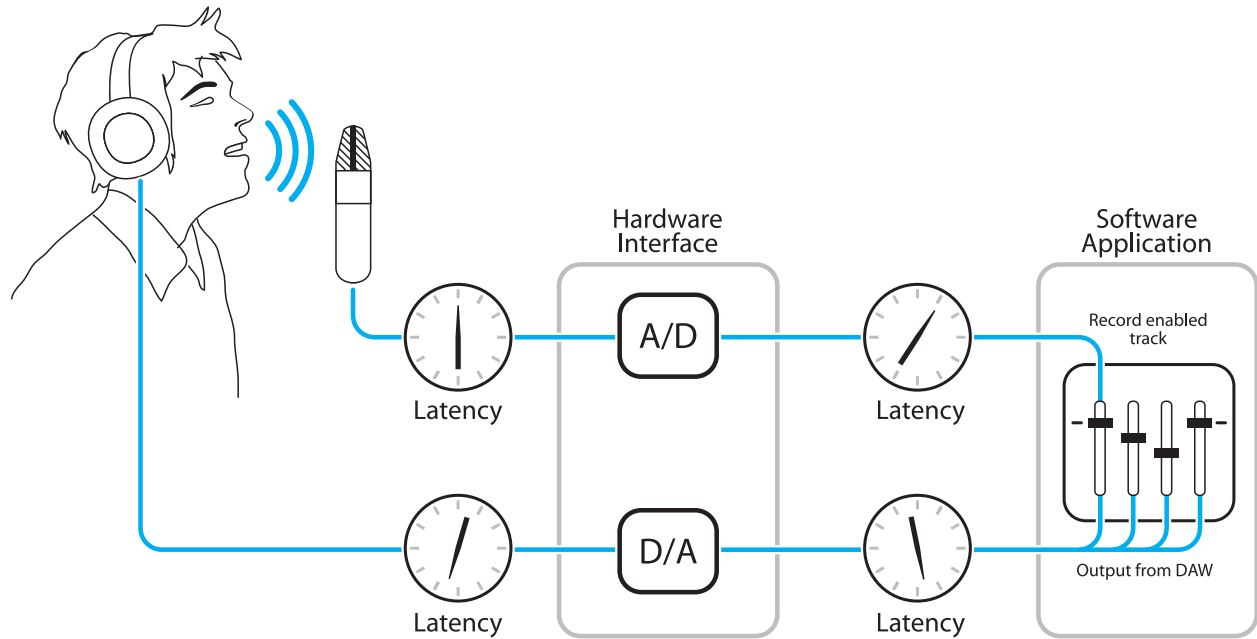 Hardware
Interface
Software
Application
A/D
Record enabled
track
Latency
Latency
D/A
Output from DAW
Latency
Latency